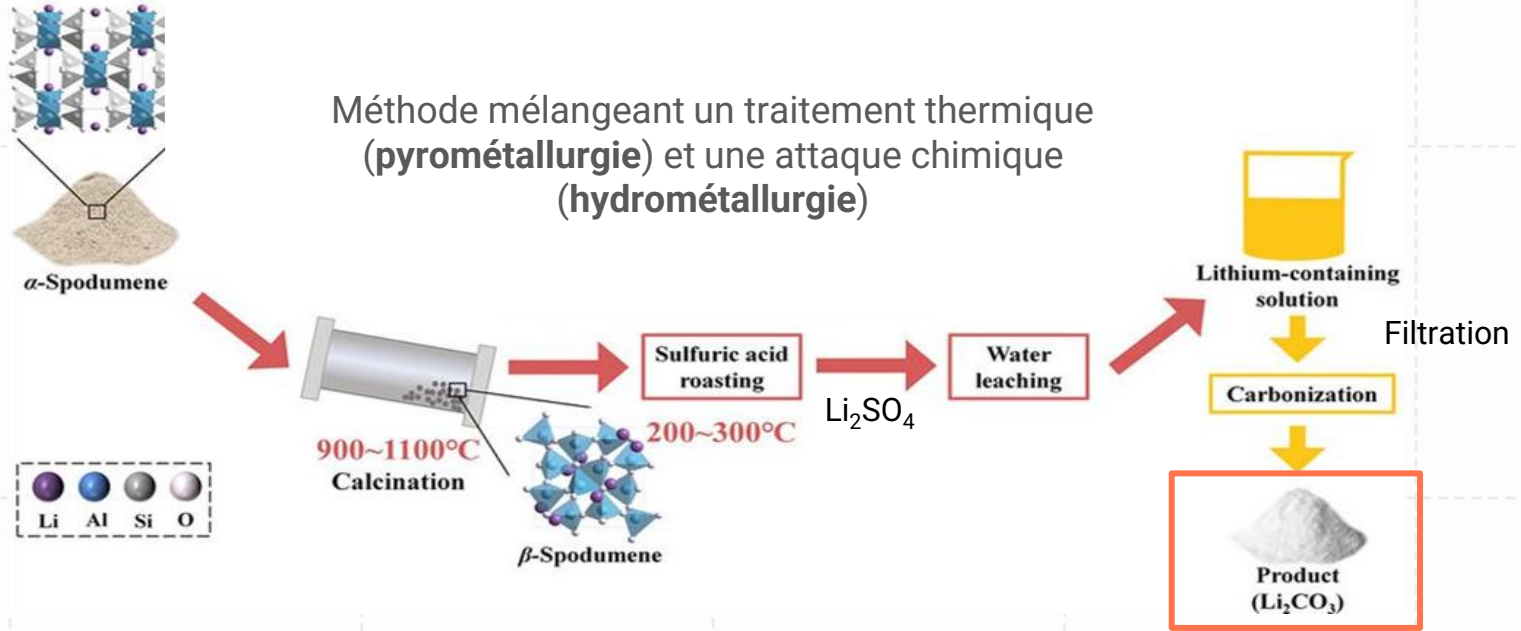 Méthode mélangeant un traitement thermique
(pyrométallurgie) et une attaque chimique
(hydrométallurgie)
α-Spodumene
900~1100°C
Calcination
β-Spodumene
Sulfuric acid
roasting
200~300°C
Li₂SO₄
Water
leaching
Lithium-containing
solution
Filtration
Carbonization
Product
(Li₂CO₃)
Li Al Si O